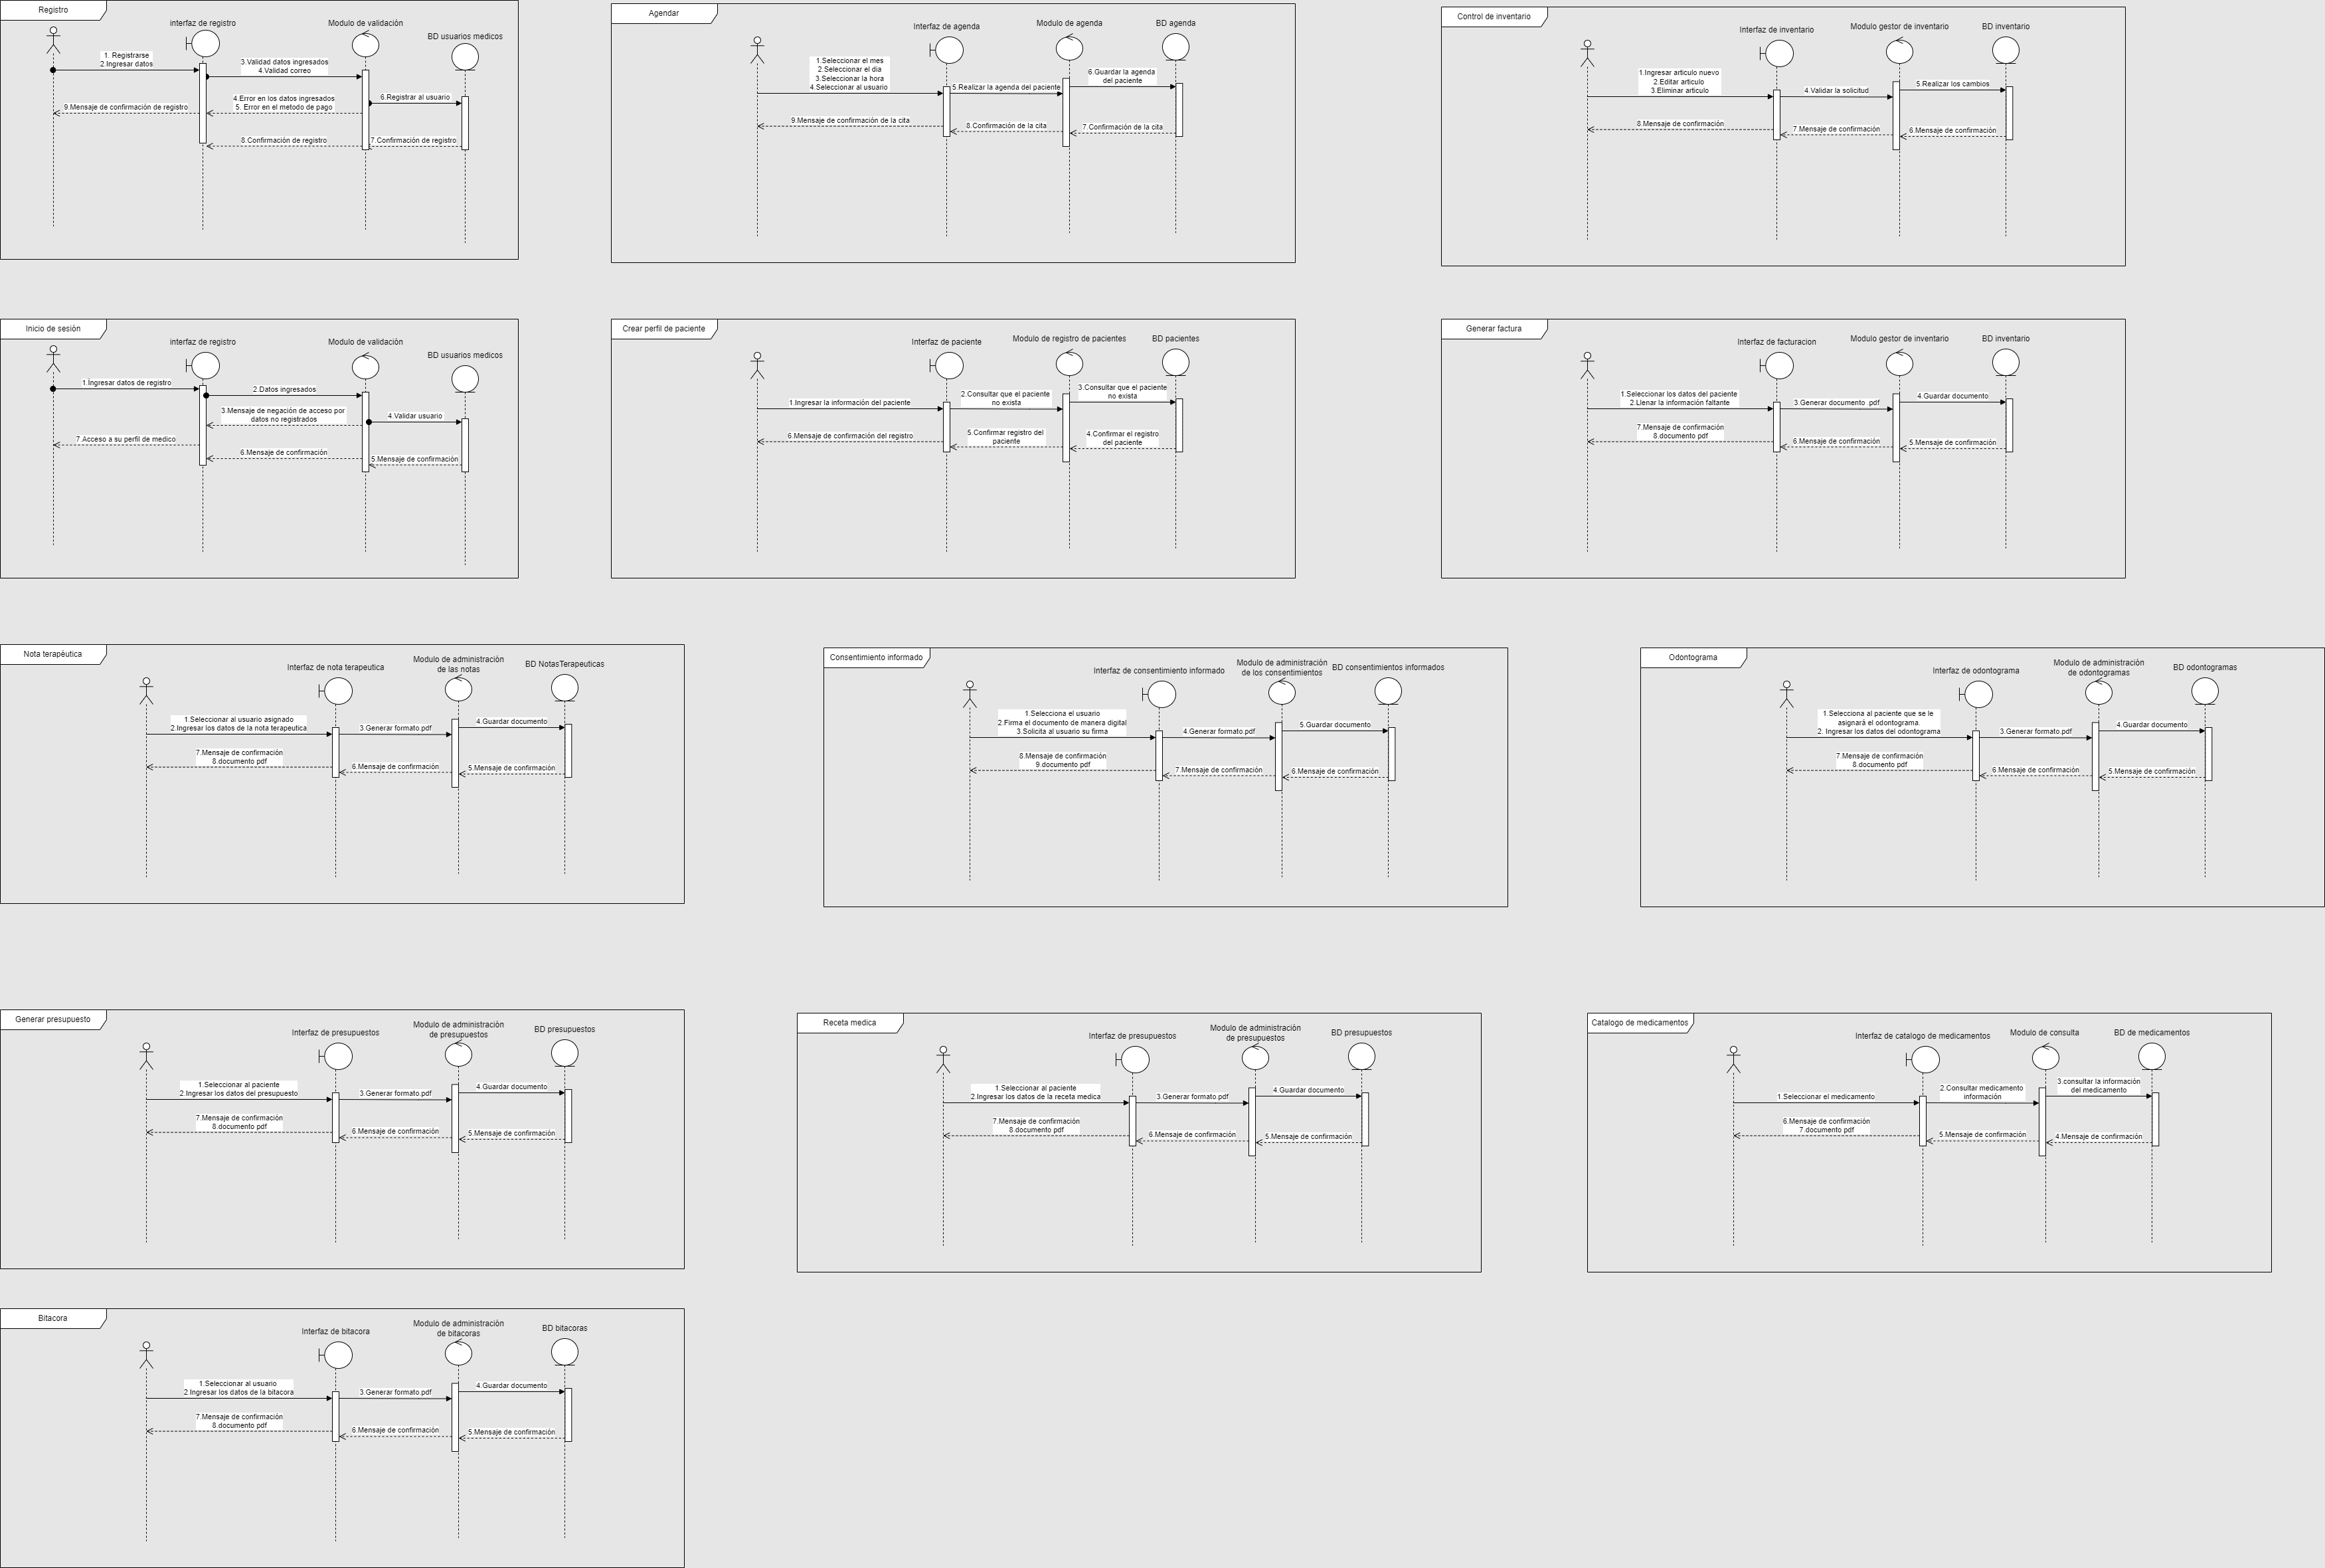 Registro
interfaz de registro
Modulo de validación
BD usuarios medicos
1. Registrarse
2.Ingresar datos
3.Validad datos ingresados
4.Validad correo
4.Error en los datos ingresados
5. Error en el metodo de pago
6.Registrar al usuario
9.Mensaje de confirmación de registro
8.Confirmación de registro
7.Confirmación de registro
Agendar
Interfaz de agenda
Modulo de agenda
BD agenda
1.Seleccionar el mes
2.Seleccionar el dia
3.Seleccionar la hora
4.Seleccionar al usuario
5.Realizar la agenda del paciente
6.Guardar la agenda
del paciente
9.Mensaje de confirmación de la cita
8.Confirmación de la cita
7.Confirmación de la cita
Control de inventario
Interfaz de inventario
Modulo gestor de inventario
BD inventario
1.Ingresar articulo nuevo
2.Editar articulo
3.Eliminar articulo
4.Validar la solicitud
5.Realizar los cambios
8.Mensaje de confirmación
7.Mensaje de confirmación
6.Mensaje de confirmación
Inicio de sesión
interfaz de registro
Modulo de validación
BD usuarios medicos
1.Ingresar datos de registro
2.Datos ingresados
3.Mensaje de negación de acceso por
datos no registrados
4.Validar usuario
7.Acceso a su perfil de medico
6.Mensaje de confirmación
5.Mensaje de confirmación
Crear perfil de paciente
Interfaz de paciente
Modulo de registro de pacientes
BD pacientes
1.Ingresar la información del paciente
2.Consultar que el paciente
no exista
3.Consultar que el paciente
no exista
6.Mensaje de confirmación del registro
5.Confirmar registro del
paciente
4.Confirmar el registro
del paciente
Generar factura
Interfaz de facturacion
Modulo gestor de inventario
BD inventario
1.Seleccionar los datos del paciente
2.Llenar la información faltante
3.Generar documento .pdf
4.Guardar documento
7.Mensaje de confirmación
8.documento pdf
6.Mensaje de confirmación
5.Mensaje de confirmación
Nota terapéutica
Interfaz de nota terapeutica
Modulo de administración
de las notas
BD NotasTerapeuticas
1.Seleccionar al usuario asignado
2.Ingresar los datos de la nota terapeutica
3.Generar formato.pdf
4.Guardar documento
7.Mensaje de confirmación
8.documento pdf
6.Mensaje de confirmación
5.Mensaje de confirmación
Consentimiento informado
Interfaz de consentimiento informado
Modulo de administración
de los consentimientos
BD consentimientos informados
1.Selecciona el usuario
2.Firma el documento de manera digital
3.Solicita al usuario su firma
4.Generar formato.pdf
5.Guardar documento
8.Mensaje de confirmación
9.documento pdf
7.Mensaje de confirmación
6.Mensaje de confirmación
Odontograma
Interfaz de odontograma
Modulo de administración
de odontogramas
BD odontogramas
1.Selecciona al paciente que se le
asignará el odontograma.
2. Ingresar los datos del odontograma
3.Generar formato.pdf
4.Guardar documento
7.Mensaje de confirmación
8.documento pdf
6.Mensaje de confirmación
5.Mensaje de confirmación
Generar presupuesto
Interfaz de presupuestos
Modulo de administración
de presupuestos
BD presupuestos
1.Seleccionar al paciente
2.Ingresar los datos del presupuesto
3.Generar formato.pdf
4.Guardar documento
7.Mensaje de confirmación
8.documento pdf
6.Mensaje de confirmación
5.Mensaje de confirmación
Receta medica
Interfaz de presupuestos
Modulo de administración
de presupuestos
BD presupuestos
1.Seleccionar al paciente
2.Ingresar los datos de la receta medica
3.Generar formato.pdf
4.Guardar documento
7.Mensaje de confirmación
8.documento pdf
6.Mensaje de confirmación
5.Mensaje de confirmación
Catalogo de medicamentos
Interfaz de catalogo de medicamentos
Modulo de consulta
BD de medicamentos
1.Seleccionar el medicamento
2.Consultar medicamento
información
3.consultar la información
del medicamento
6.Mensaje de confirmación
7.documento pdf
5.Mensaje de confirmación
4.Mensaje de confirmación
Bitacora
Interfaz de bitacora
Modulo de administración
de bitacoras
BD bitacoras
1.Seleccionar al usuario
2.Ingresar los datos de la bitacora
3.Generar formato.pdf
4.Guardar documento
7.Mensaje de confirmación
8.documento pdf
6.Mensaje de confirmación
5.Mensaje de confirmación